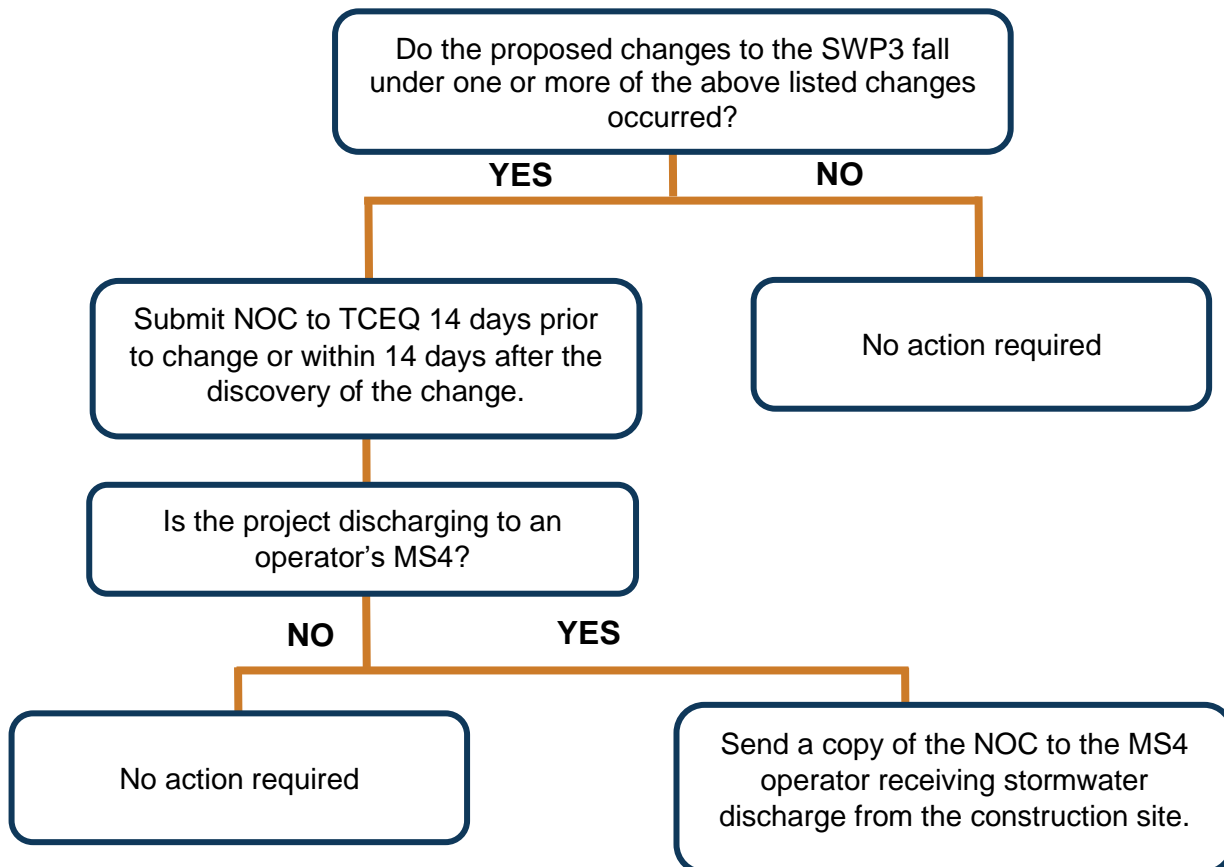 Do the proposed changes to the SWP3 fall
under one or more of the above listed changes
occurred?
YES
NO
Submit NOC to TCEQ 14 days prior
to change or within 14 days after the
discovery of the change.
No action required
Is the project discharging to an
operator’s MS4?
NO
YES
No action required
Send a copy of the NOC to the MS4
operator receiving stormwater
discharge from the construction site.